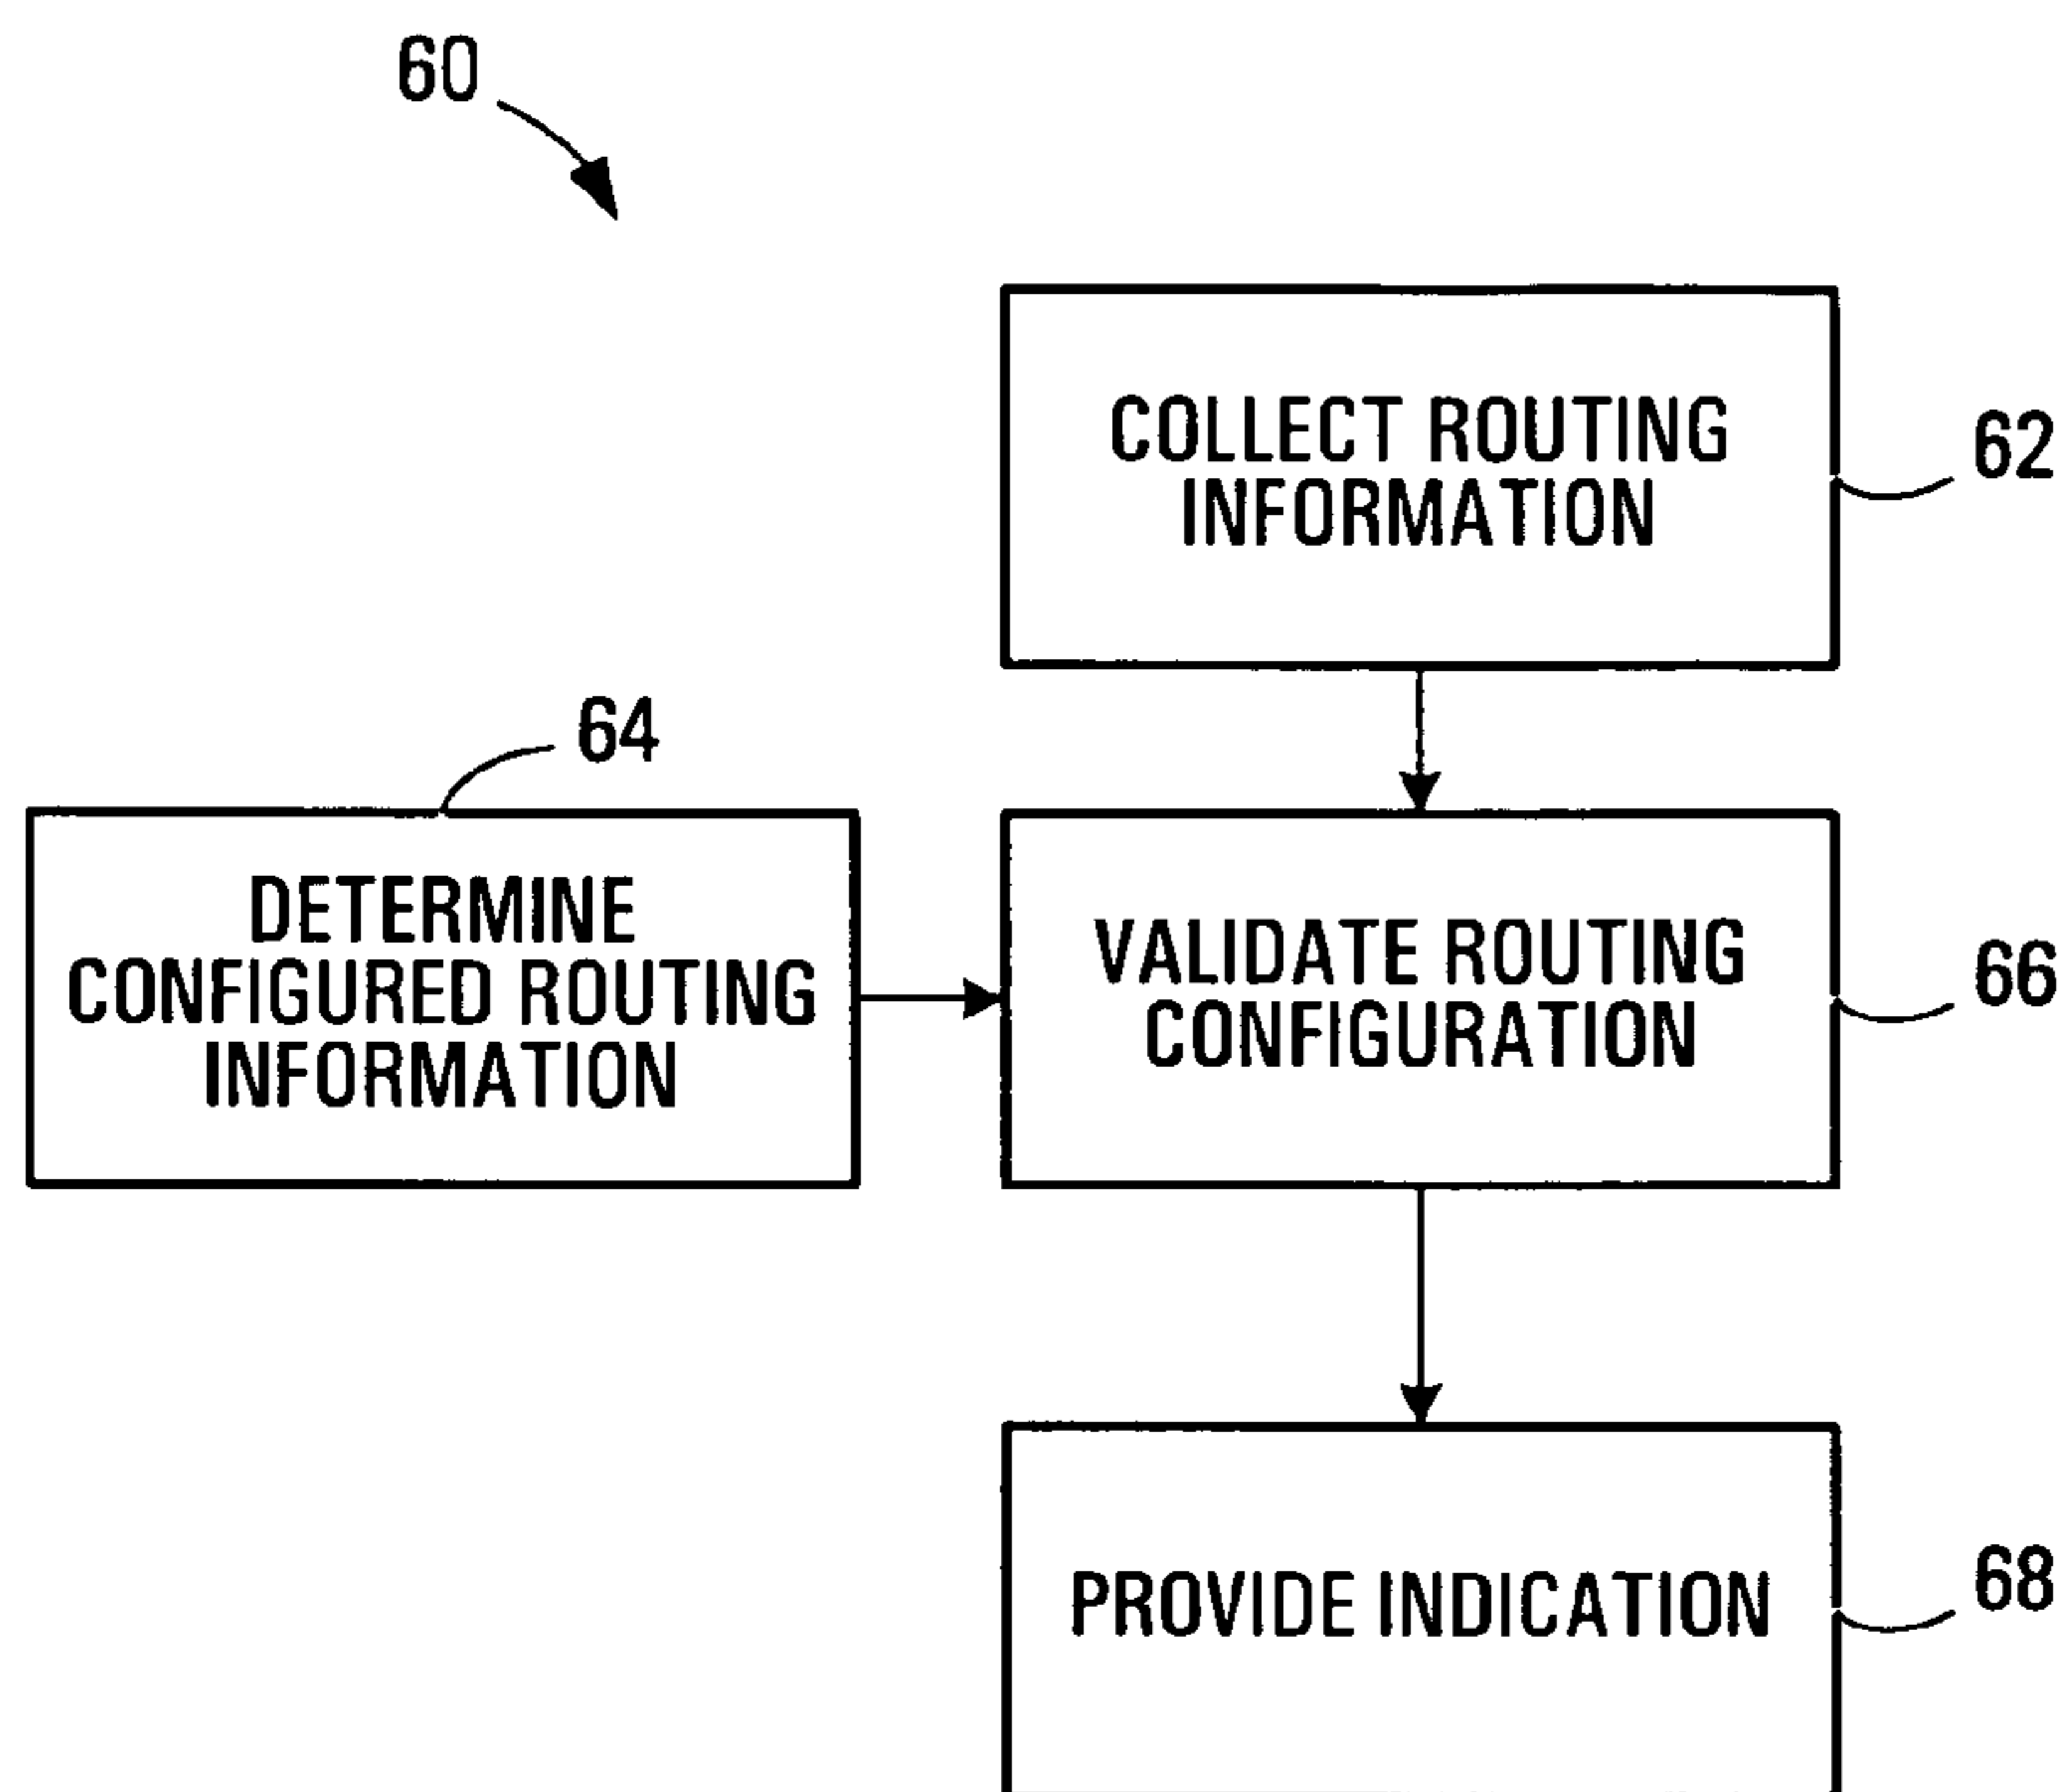 60
COLLECT ROUTING
INFORMATION
62
64
DETERMINE
CONFIGURED ROUTING
INFORMATION
VALIDATE ROUTING
CONFIGURATION
66
PROVIDE INDICATION
68